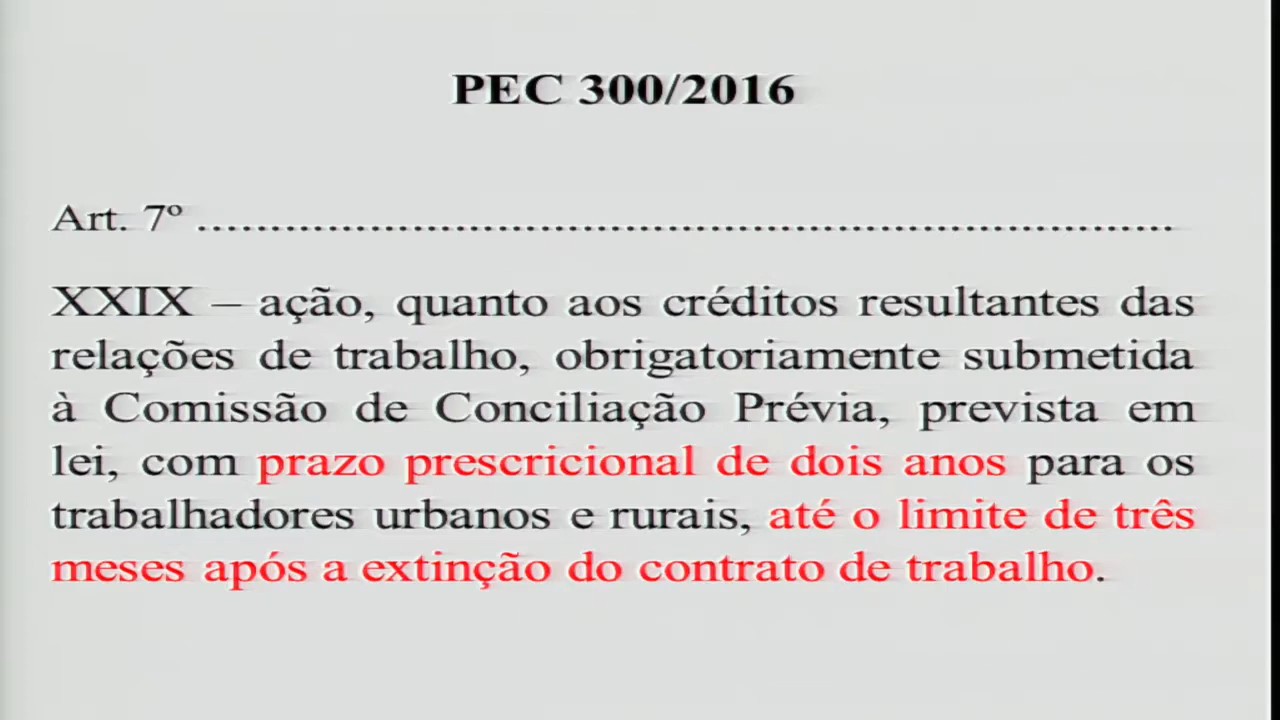 PEC 300/2016
Art. 7º ..................................................................
XXIX – ação, quanto aos créditos resultantes das
relações de trabalho, obrigatoriamente submetida
à Comissão de Conciliação Prévia, prevista em
lei, com prazo prescricional de dois anos para os
trabalhadores urbanos e rurais, até o limite de três
meses após a extinção do contrato de trabalho.